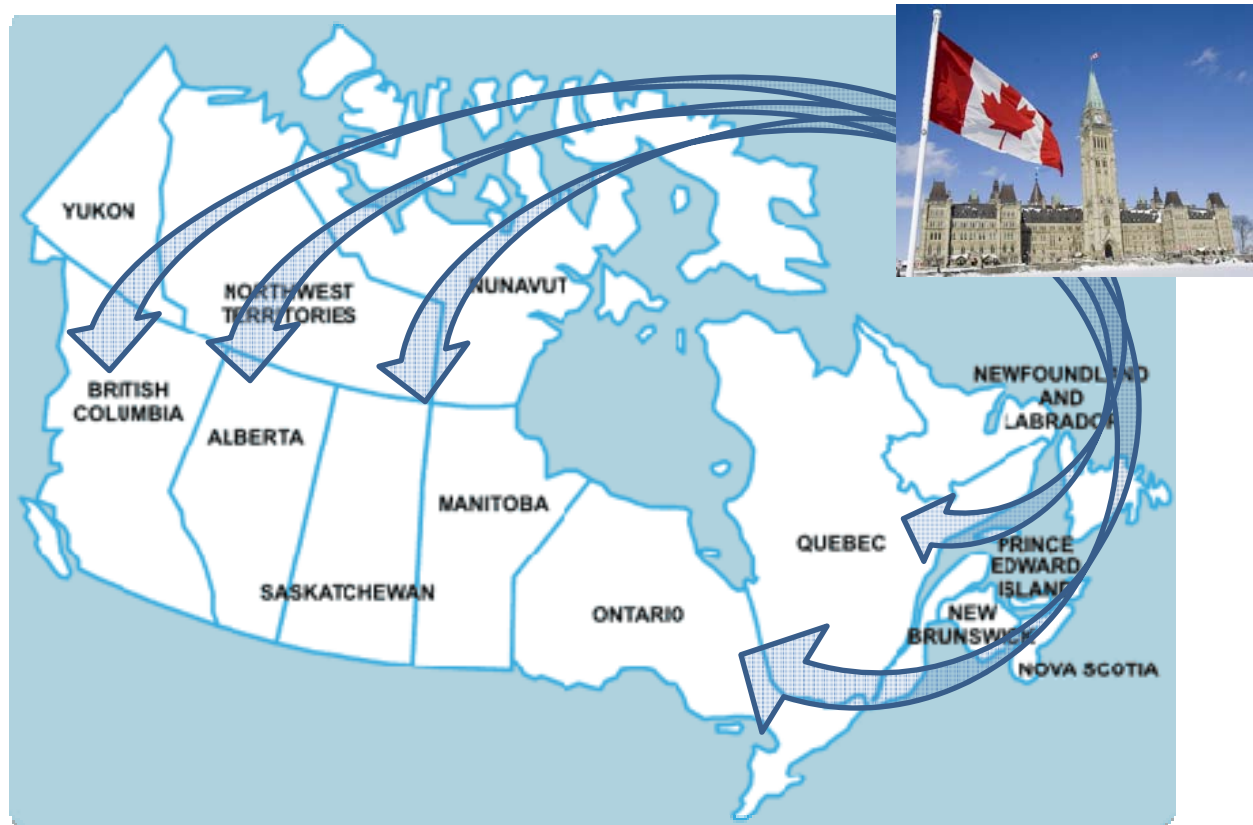 YUKON
NORTHWEST
TERRITORIES
NUNAVUT
BRITISH
COLUMBIA
ALBERTA
SASKATCHEWAN
MANITOBA
ONTARIO
QUEBEC
NEWFOUNDLAND
AND
LABRADOR
PRINCE
EDWARD
ISLAND
NEW
BRUNSWICK
NOVA SCOTIA